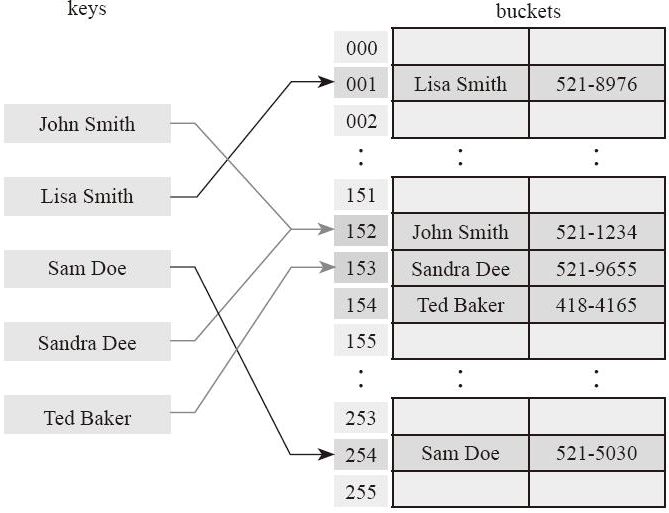 keys
buckets
John Smith
Lisa Smith
Sam Doe
Sandra Dee
Ted Baker
000
001 Lisa Smith 521-8976
002
: : :
151
152 John Smith 521-1234
153 Sandra Dee 521-9655
154 Ted Baker 418-4165
155
: : :
253
254 Sam Doe 521-5030
255